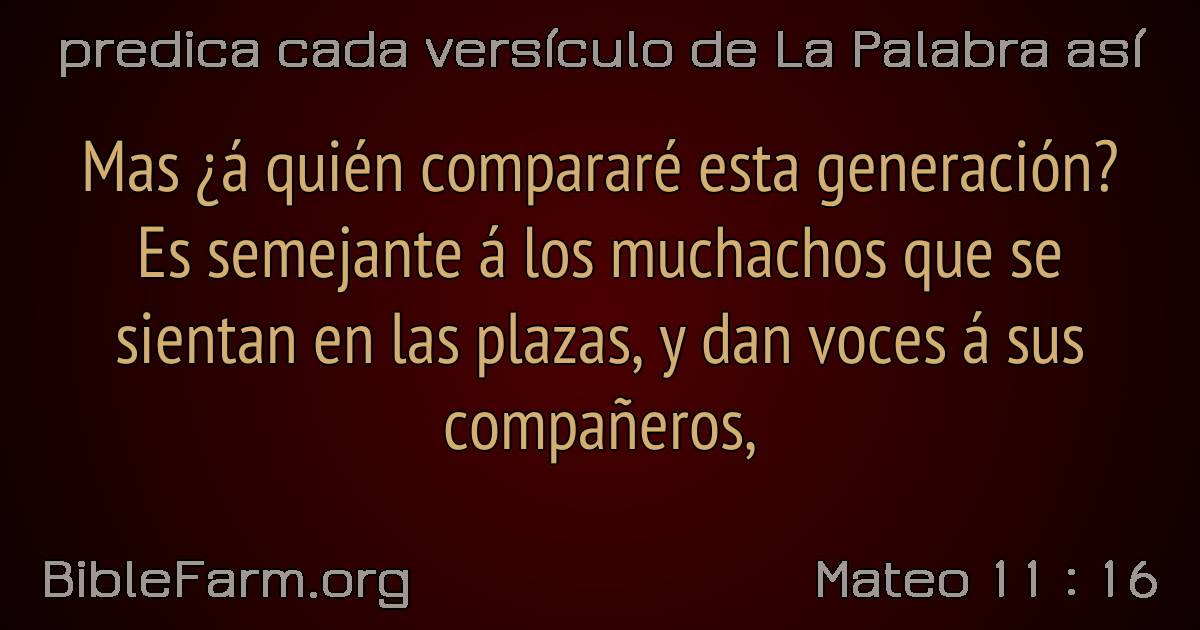 predica cada versículo de La Palabra así
Mas ¿á quién compararé esta generación?
Es semejante á los muchachos que se
sientan en las plazas, y dan voces á sus
compañeros,
BibleFarm.org
Mateo 11 : 16